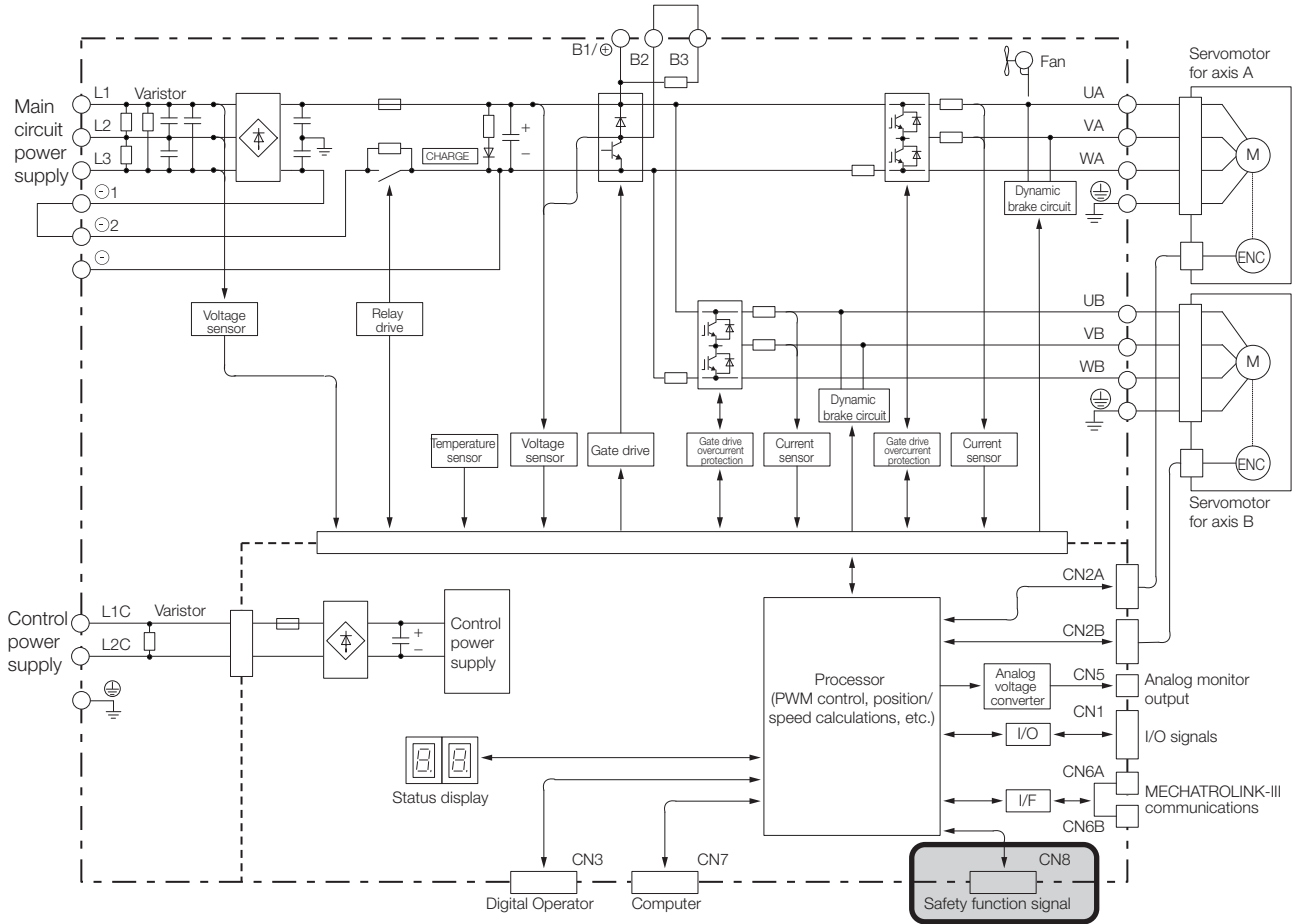 B1/⊕
B2
B3
Fan
Servomotor
for axis A
Main
circuit
power
supply
L1
Varistor
L2
L3
⊖1
⊖2
⊖
CHARGE
+
–
UA
VA
WA
M
ENC
Dynamic
brake circuit
Voltage
sensor
Relay
drive
UB
VB
WB
M
ENC
Dynamic
brake circuit
Temperature
sensor
Voltage
sensor
Gate drive
Gate drive
overcurrent
protection
Current
sensor
Gate drive
overcurrent
protection
Current
sensor
Servomotor
for axis B
Control
power
supply
L1C
Varistor
L2C
+
–
Control
power
supply
Processor
(PWM control, position/
speed calculations, etc.)
CN2A
CN2B
Analog
voltage
converter
CN5
Analog monitor
output
CN1
I/O
I/O signals
CN6A
I/F
MECHATROLINK-III
communications
CN6B
8. 8.
Status display
CN3
Digital Operator
CN7
Computer
CN8
Safety function signal